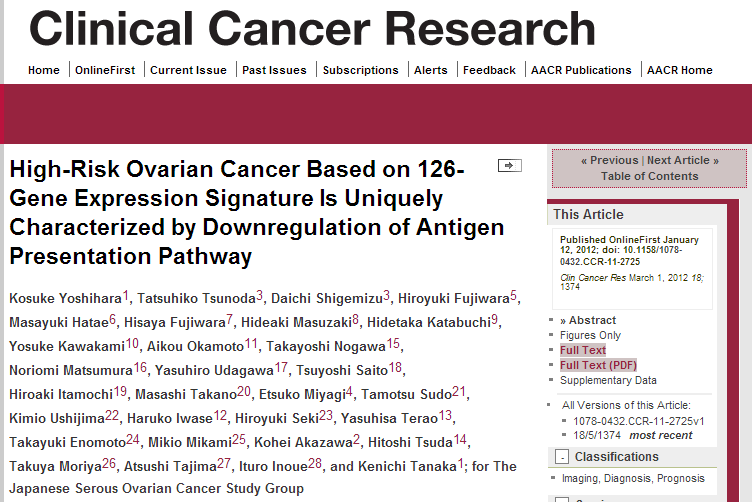 Clinical Cancer Research
Home OnlineFirst Current Issue Past Issues Subscriptions Alerts Feedback AACR Publications AACR Home
High-Risk Ovarian Cancer Based on 126-
Gene Expression Signature Is Uniquely
Characterized by Downregulation of Antigen
Presentation Pathway
Kosuke Yoshihara1, Tatsuhiko Tsunoda3, Daichi Shigemizu3, Hiroyuki Fujiwara5,
Masayuki Hatae6, Hisaya Fujiwara7, Hideaki Masuzaki8, Hidetaka Katabuchi9,
Yosuke Kawakami10, Aikou Okamoto11, Takayoshi Nogawa15,
Noriomi Matsumura16, Yasuhiro Udagawa17, Tsuyoshi Saito18,
Hiroaki Itamochi19, Masashi Takano20, Etsuko Miyagi4, Tamotsu Sudo21,
Kimio Ushijima22, Haruko Iwase12, Hiroyuki Seki23, Yasuhisa Terao13,
Takayuki Enomoto24, Mikio Mikami25, Kohei Akazawa2, Hitoshi Tsuda14,
Takuya Moriya26, Atsushi Tajima27, Ituro Inoue28, and Kenichi Tanaka1; for The
Japanese Serous Ovarian Cancer Study Group
« Previous | Next Article »
Table of Contents
This Article
Published OnlineFirst January
12, 2012; doi: 10.1158/1078-
0432.CCR-11-2725
Clin Cancer Res March 1, 2012 18;
1374
» Abstract
Figures Only
Full Text
Full Text (PDF)
Supplementary Data
All Versions of this Article:
1078-0432.CCR-11-2725v1
18/5/1374 most recent
- Classifications
Imaging, Diagnosis, Prognosis